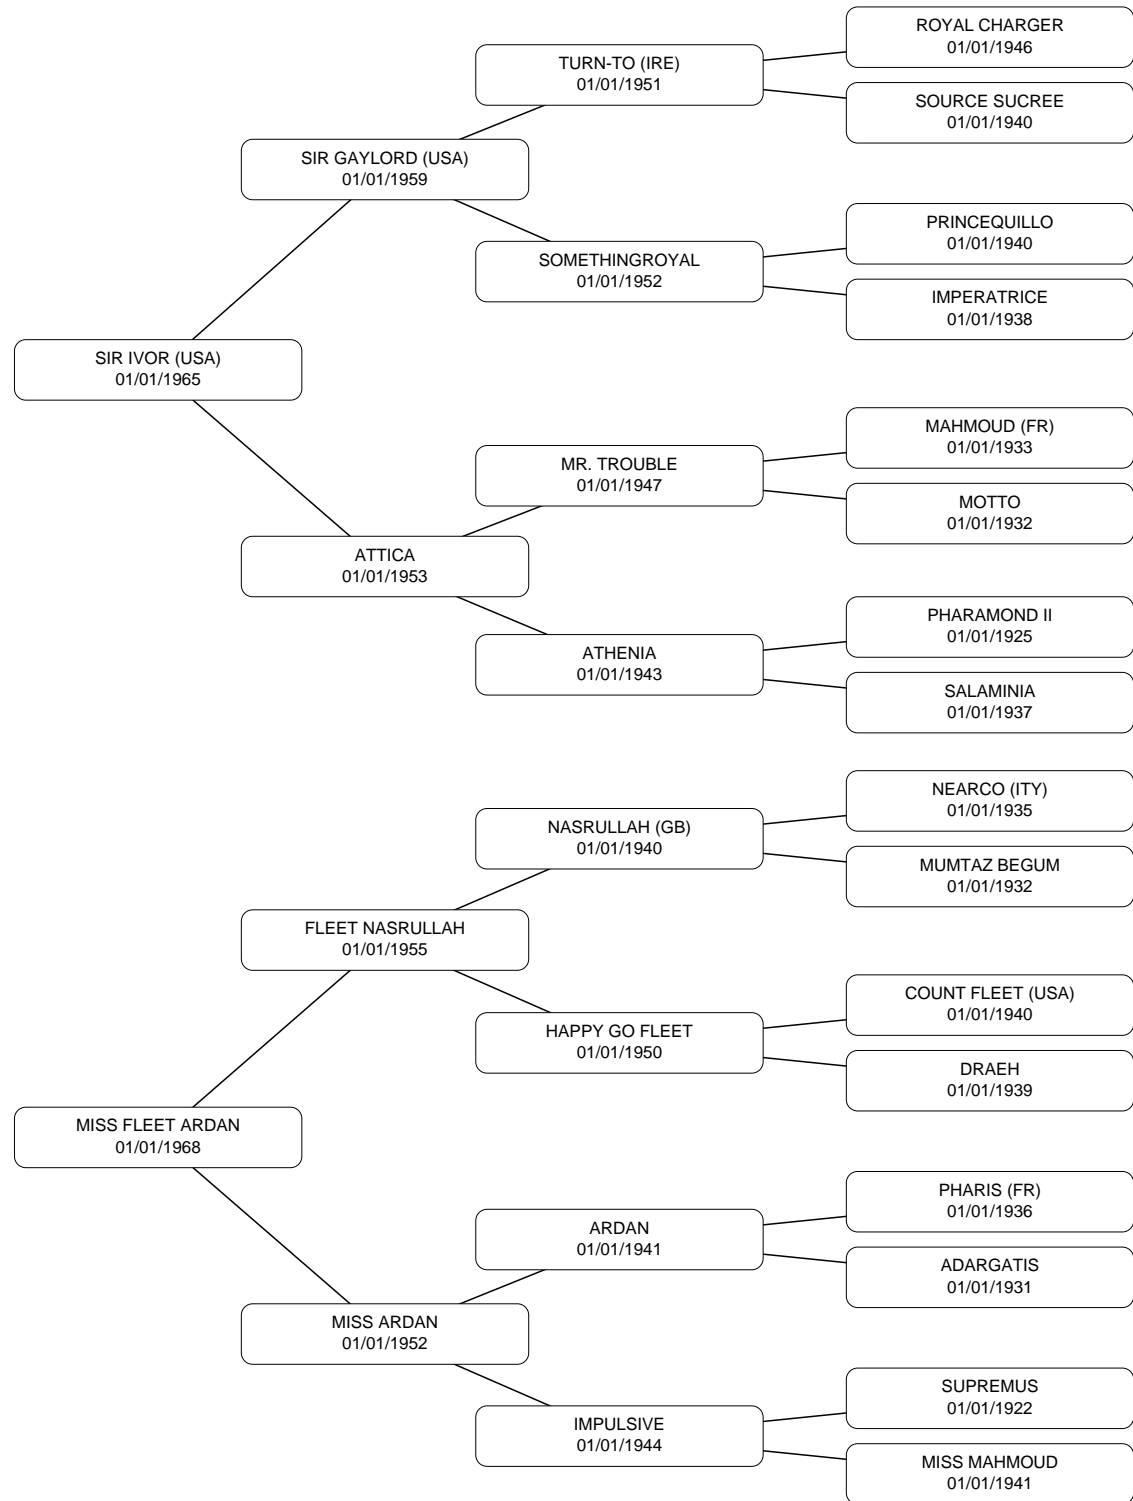 ROYAL CHARGER
01/01/1946
TURN-TO (IRE)
01/01/1951
SOURCE SUCREE
01/01/1940
SIR GAYLORD (USA)
01/01/1959
PRINCEQUILLO
01/01/1940
SOMETHINGROYAL
01/01/1952
IMPERATRICE
01/01/1938
SIR IVOR (USA)
01/01/1965
MAHMOUD (FR)
01/01/1933
MR. TROUBLE
01/01/1947
MOTTO
01/01/1932
ATTICA
01/01/1953
PHARAMOND II
01/01/1925
ATHENIA
01/01/1943
SALAMINIA
01/01/1937
NEARCO (ITY)
01/01/1935
NASRULLAH (GB)
01/01/1940
MUMTAZ BEGUM
01/01/1932
FLEET NASRULLAH
01/01/1955
COUNT FLEET (USA)
01/01/1940
HAPPY GO FLEET
01/01/1950
DRAEH
01/01/1939
MISS FLEET ARDAN
01/01/1968
PHARIS (FR)
01/01/1936
ARDAN
01/01/1941
ADARGATIS
01/01/1931
MISS ARDAN
01/01/1952
SUPREMUS
01/01/1922
IMPULSIVE
01/01/1944
MISS MAHMOUD
01/01/1941